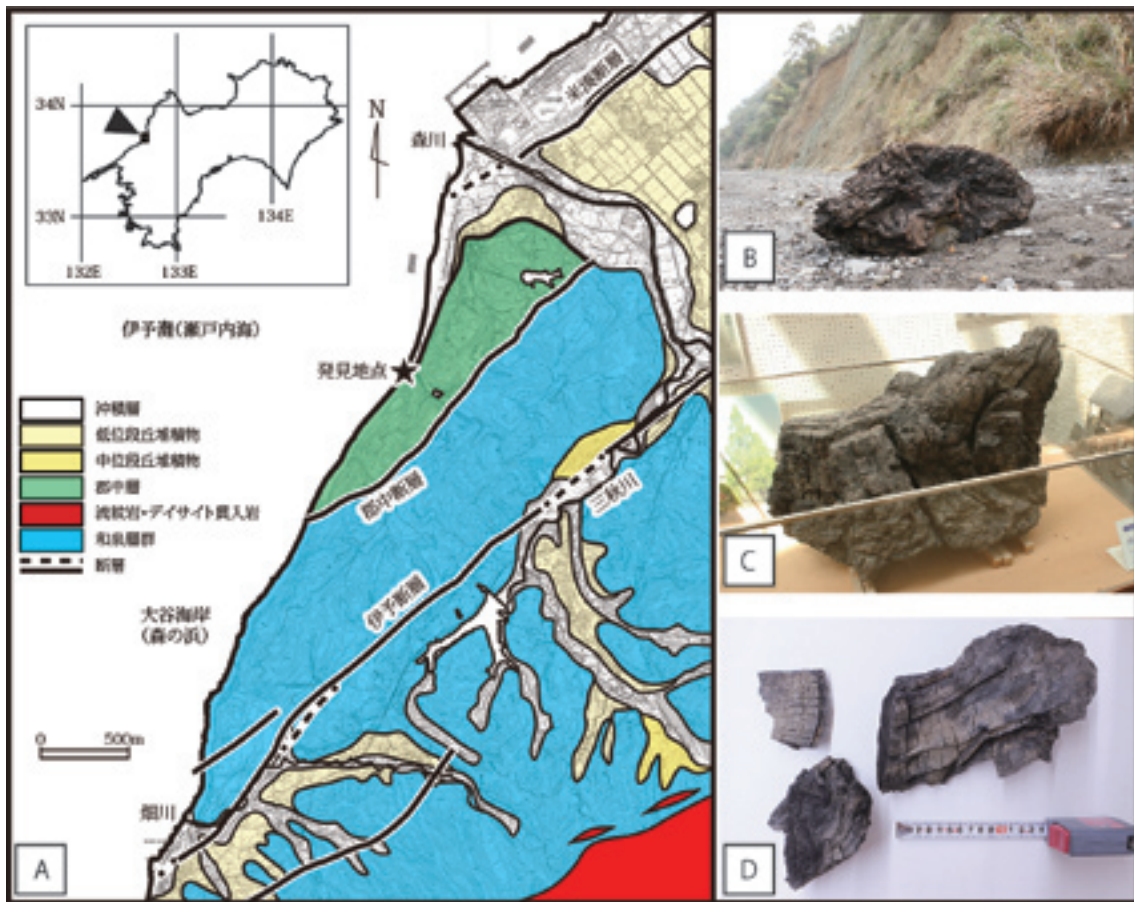 34N
33N
132E
133E
134E
N
米湊断層
森川
伊予灘(瀬戸内海)
発見地点
沖積層
低位段丘堆積物
中位段丘堆積物
郡中層
流紋岩・デイサイト貫入岩
和泉層群
断層
郡中断層
三秋川
伊予断層
大谷海岸
(森の浜)
0 500m
畑川
A
B
C
D